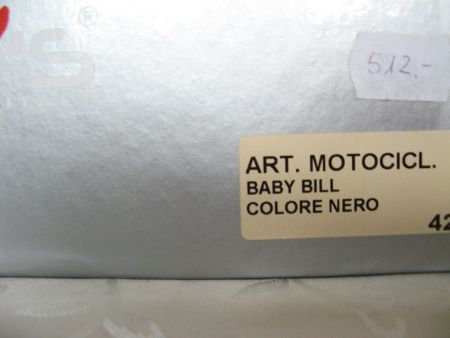 512.-
ART. MOTOCICL.
BABY BILL
COLORE NERO
42